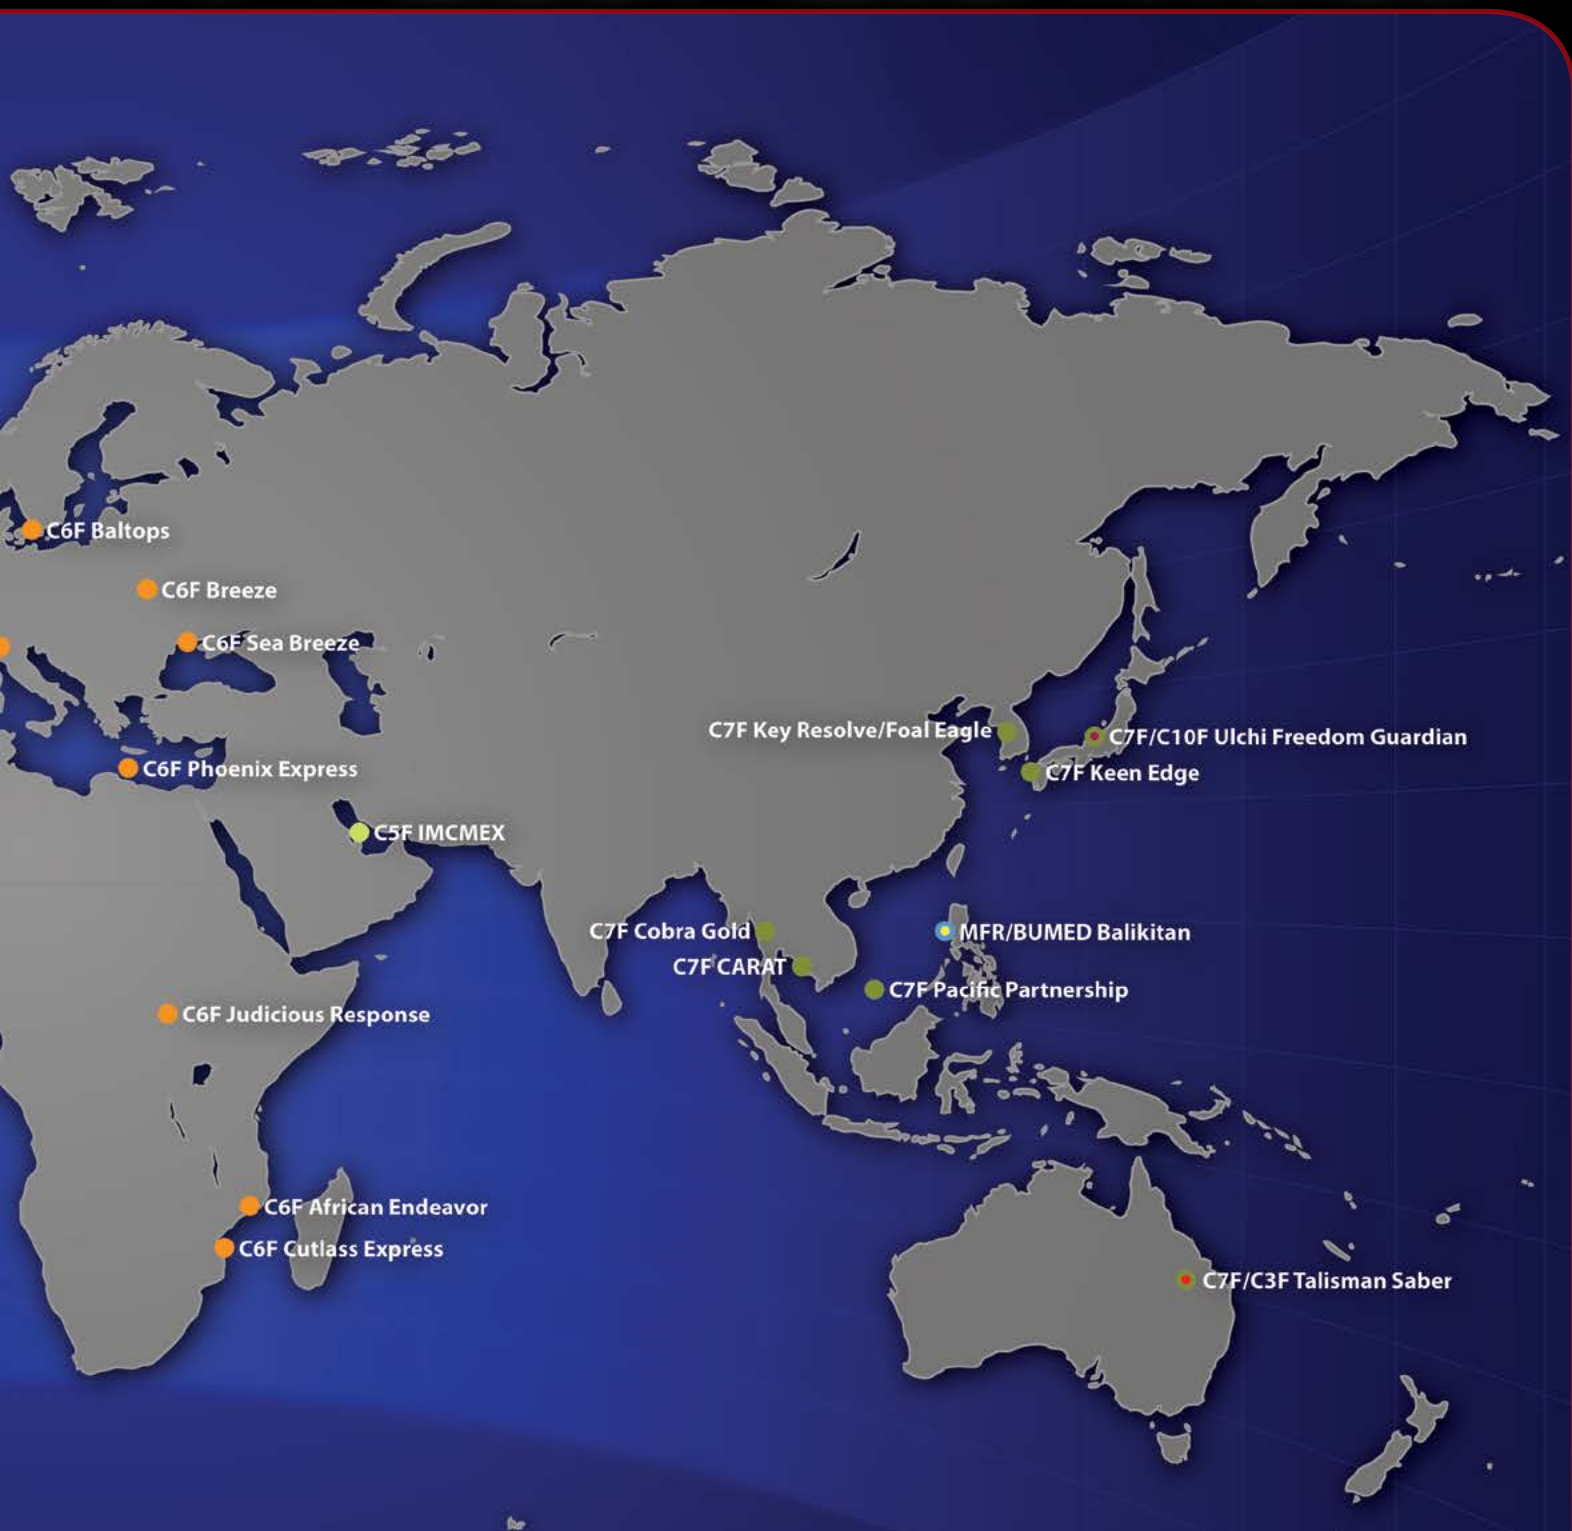 C6F Baltops
C6F Breeze
C6F Sea Breeze
C7F Key Resolve/Foal Eagle
C7F/C10F Ulchi Freedom Guardian
C6F Phoenix Express
C7F Keen Edge
C5F IMCMEX
C7F Cobra Gold
MFR/BUMED Balikitan
C7F CARAT
C7F Pacific Partnership
C6F Judicious Response
C6F African Endeavor
C6F Cutlass Express
C7F/C3F Talisman Saber